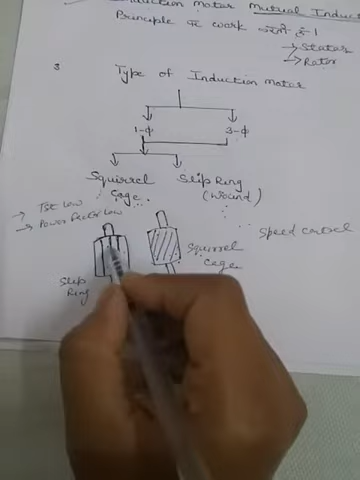 Induction motor Mutual Induc
Principle पर work करती है।
→ Stator
→ Rotor
Type of Induction motor
1-ф
3-ф
Squirrel Cage
Slip Ring (Wound)
→ Tst low
→ Power factor low
Speed control
Squirrel Cage
Slip Ring